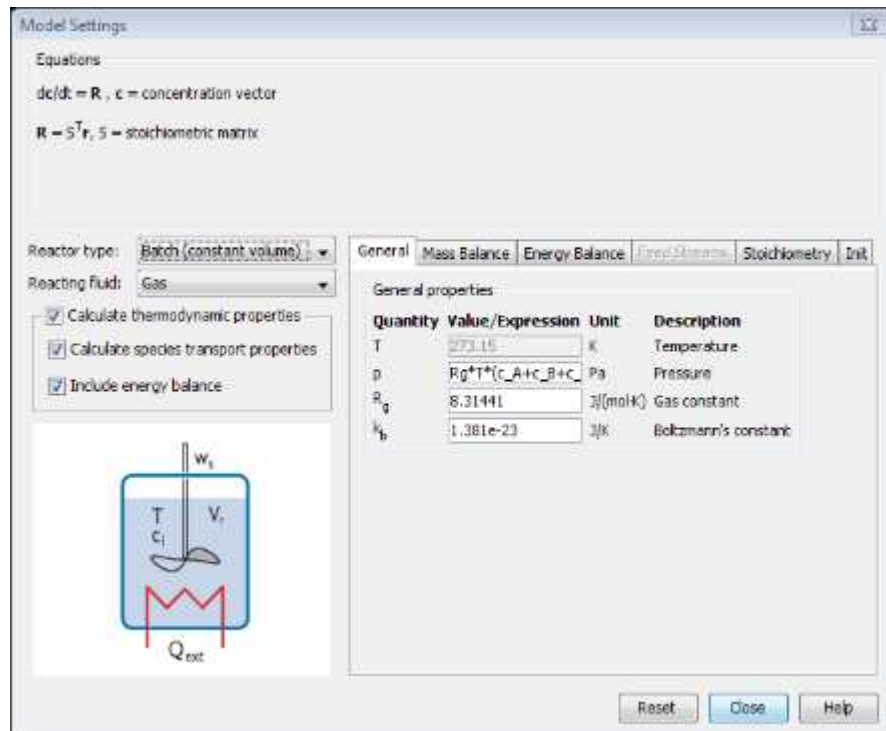 Model Settings
Equations
dc/dt = R , c = concentration vector
R = S^T r, S = stoichiometric matrix
Reactor type: Batch (constant volume)
Reacting fluid: Gas
Calculate thermodynamic properties
Calculate species transport properties
Include energy balance
w_s
T V_r
c_i
Q_ext
General Mass Balance Energy Balance Feed Streams Stoichiometry Init
General properties
Quantity Value/Expression Unit Description
T 273.15 K Temperature
p Rg*T*(c_A+c_B+c_ Pa Pressure
R_g 8.31441 J/(mol·K) Gas constant
k_b 1.381e-23 J/K Boltzmann's constant
Reset Close Help